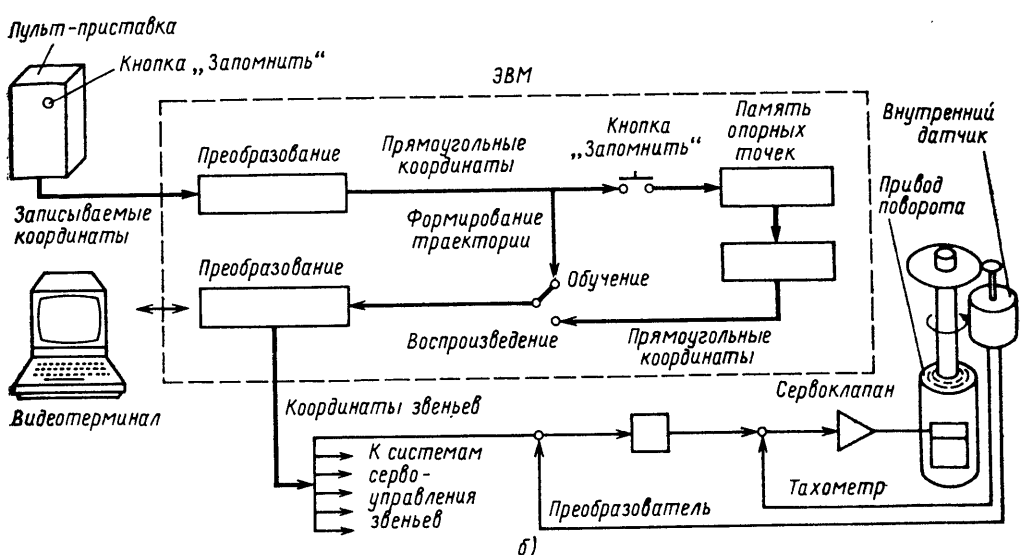 Пульт-приставка
Кнопка „Запомнить“
ЭВМ
Преобразование
Прямоугольные
координаты
Кнопка
„Запомнить“
Память
опорных
точек
Внутренний
датчик
Привод
поворота
Записываемые
координаты
Формирование
траектории
Преобразование
Обучение
Воспроизведение
Прямоугольные
координаты
Видеотерминал
Координаты звеньев
Сервоклапан
К системам
серво-
управления
звеньев
Преобразователь
Тахометр
б)